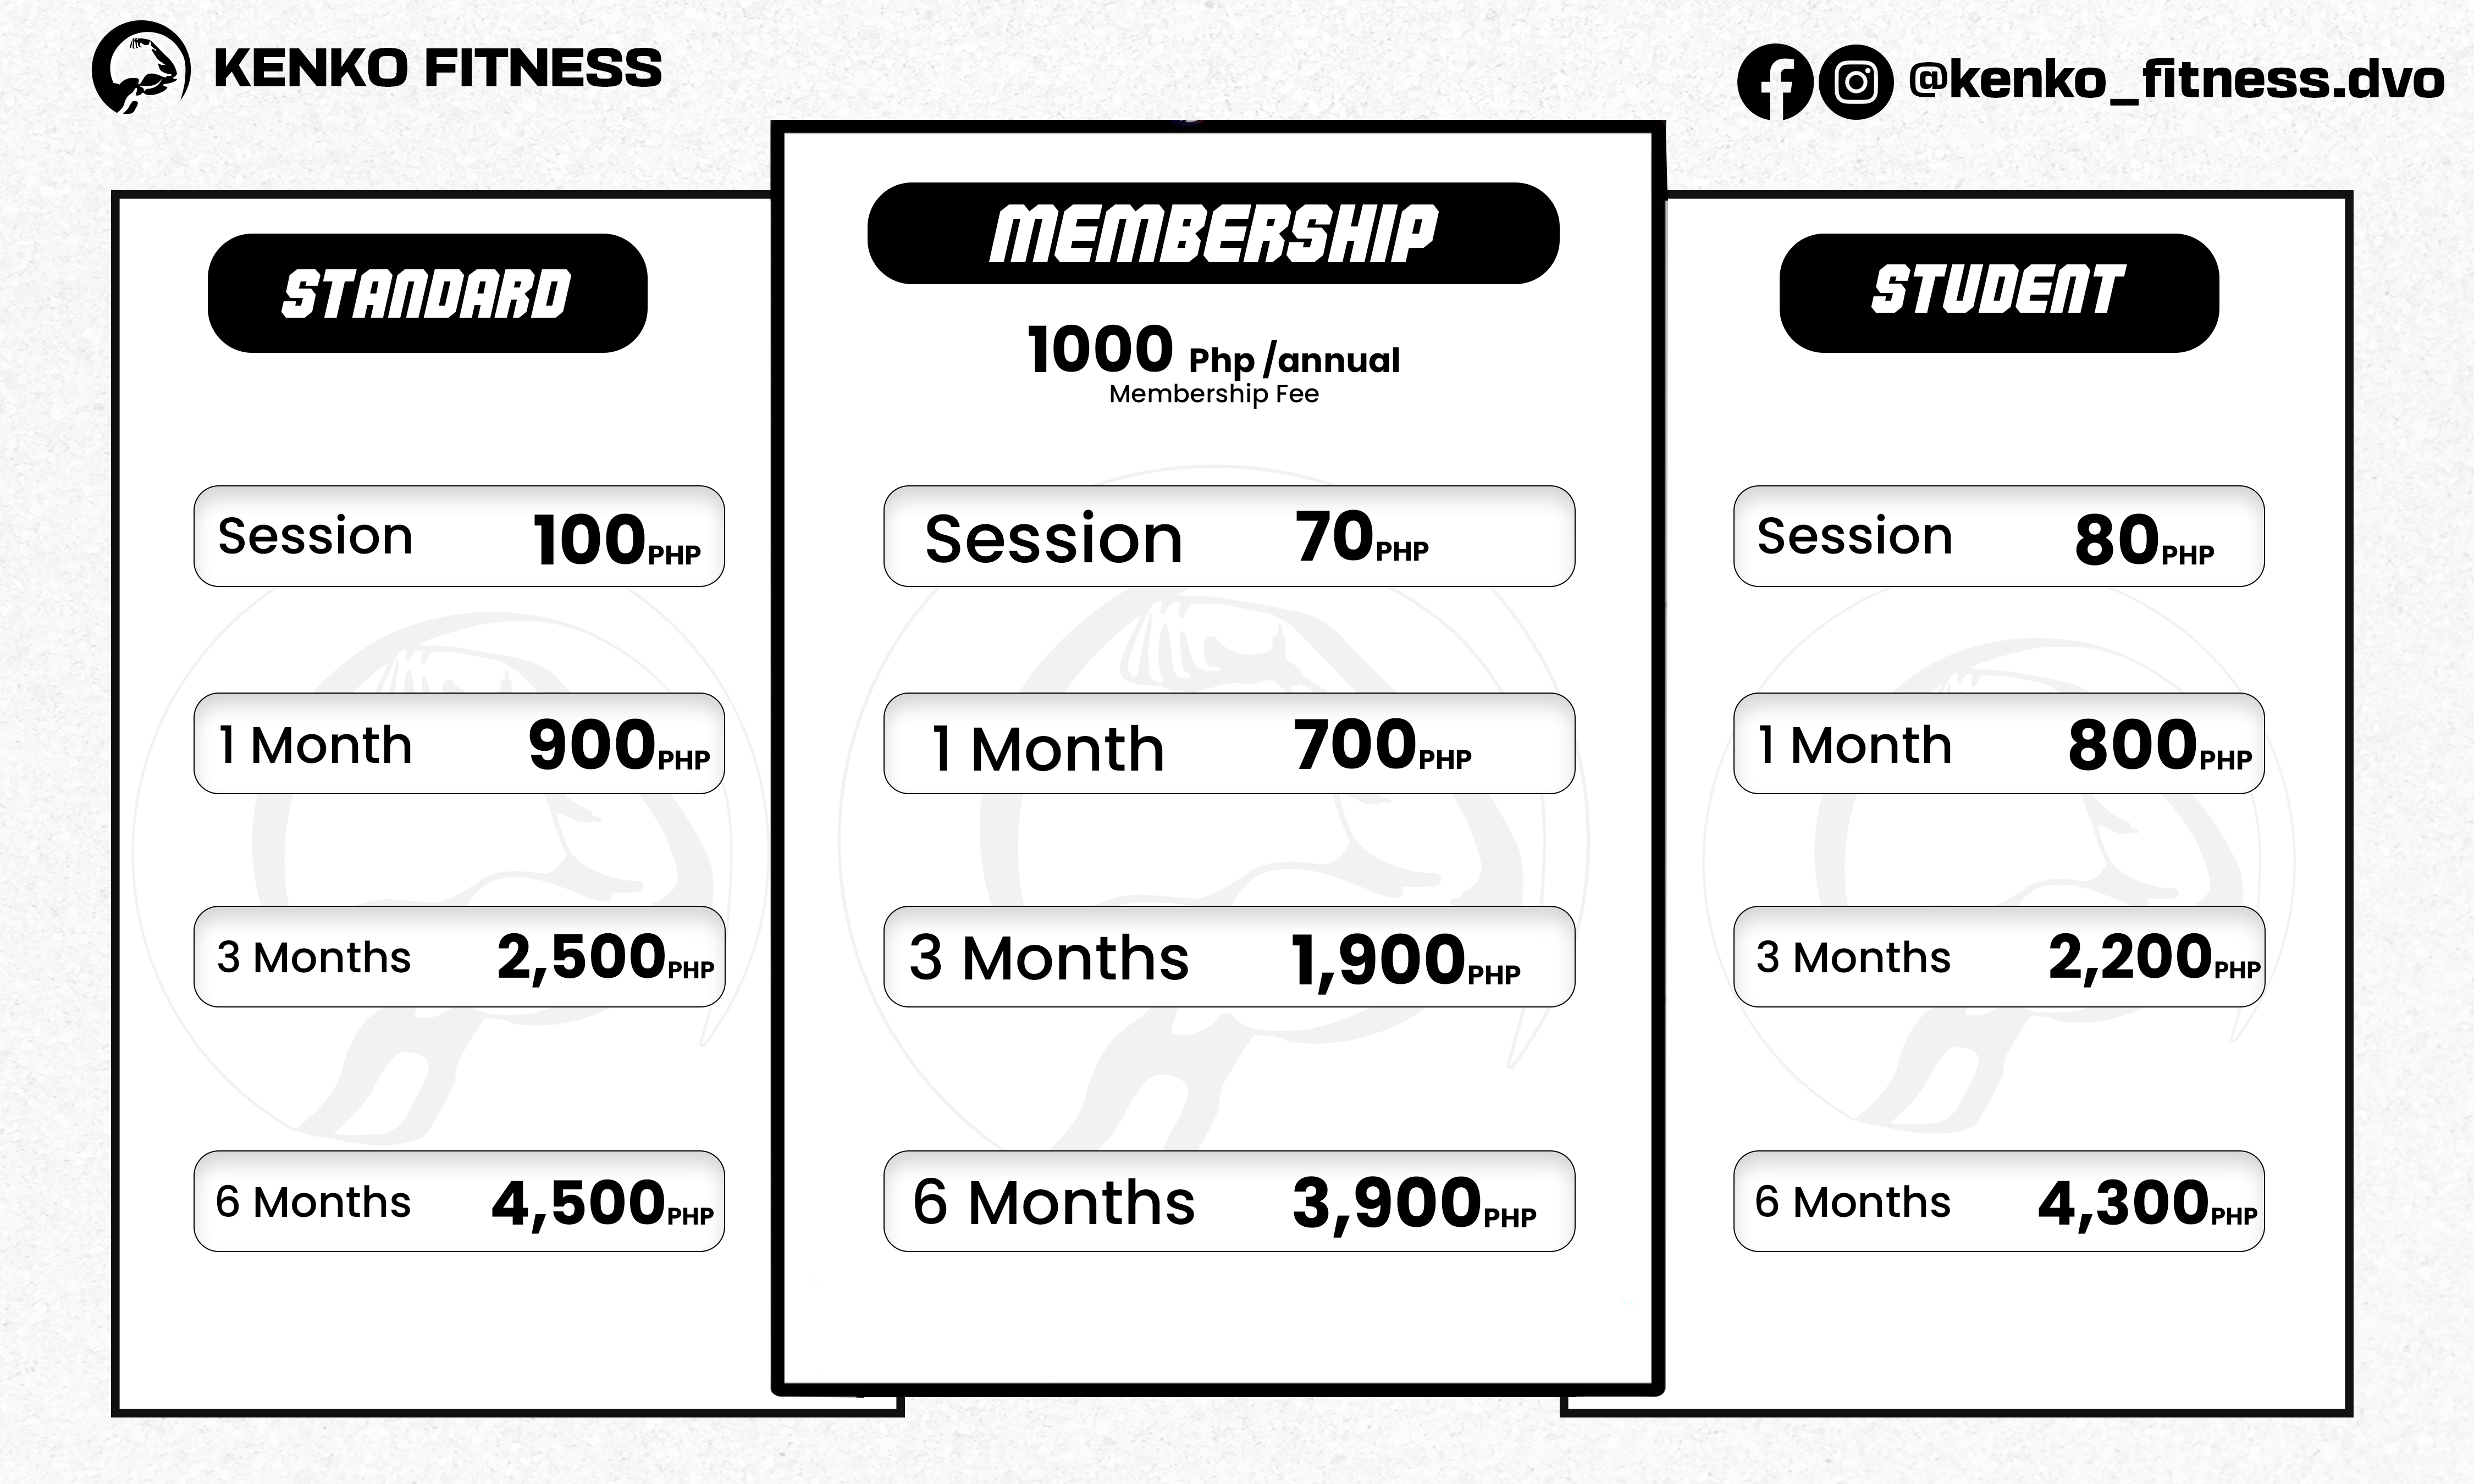 KENKO FITNESS
@kenko_fitness.dvo
STANDARD
Session 100PHP
1 Month 900PHP
3 Months 2,500PHP
6 Months 4,500PHP
MEMBERSHIP
1000 Php /annual
Membership Fee
Session 70PHP
1 Month 700PHP
3 Months 1,900PHP
6 Months 3,900PHP
STUDENT
Session 80PHP
1 Month 800PHP
3 Months 2,200PHP
6 Months 4,300PHP